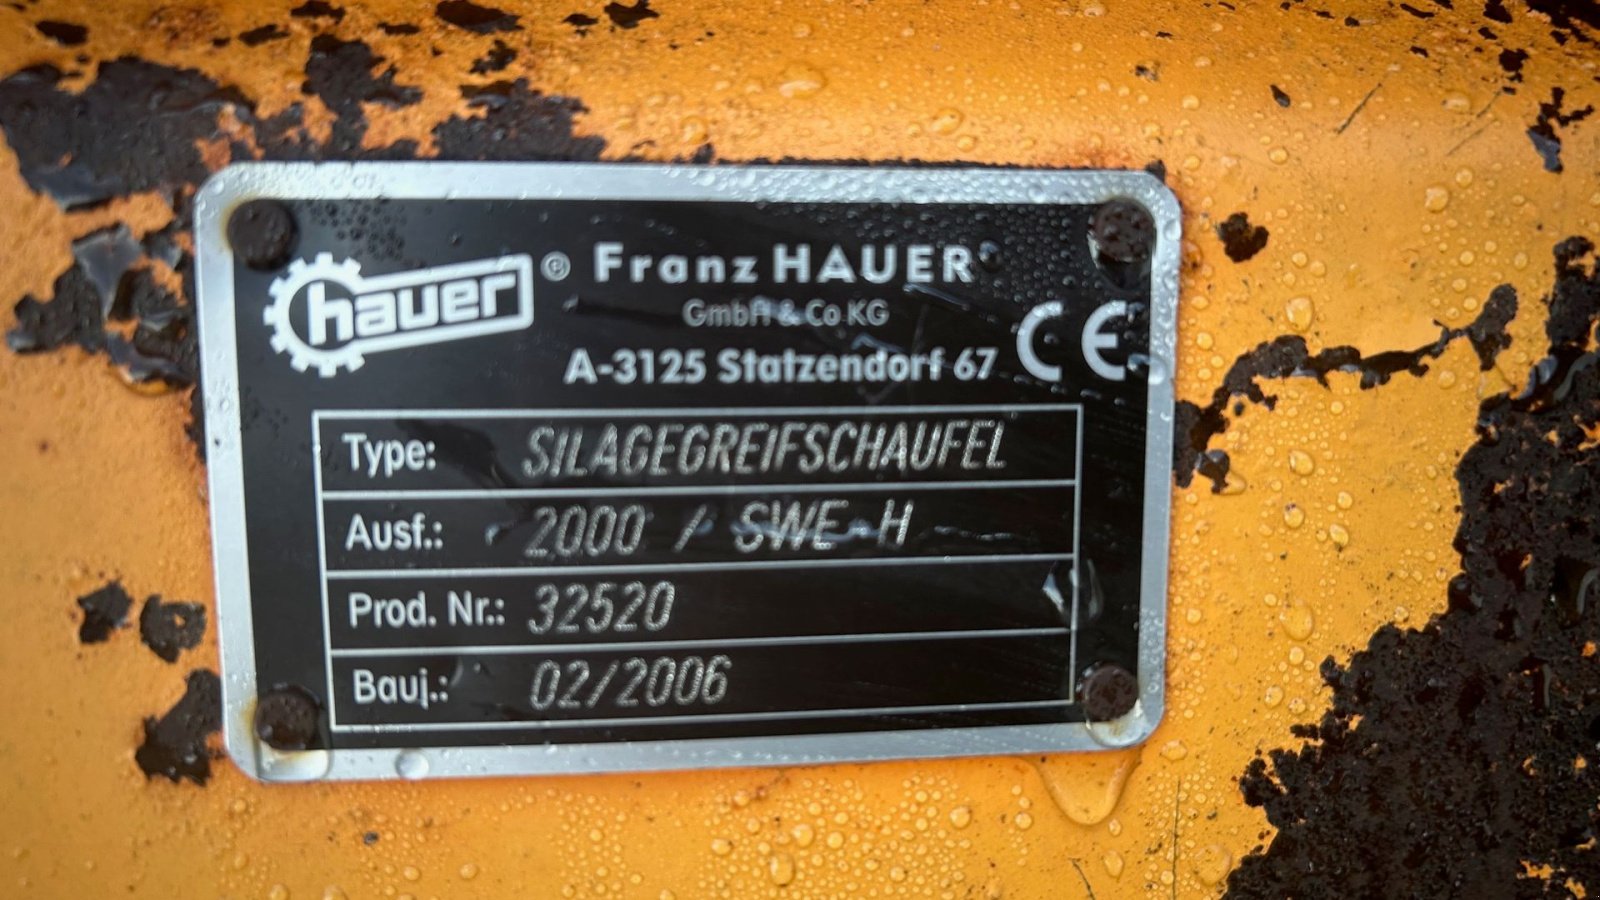 hauer ® Franz HAUER
GmbH & Co KG
A-3125 Statzendorf 67 CE
Type: SILAGEGREIFSCHAUFEL
Ausf.: 2000 / SWE-H
Prod. Nr.: 32520
Bauj.: 02/2006